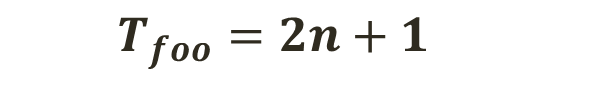 T_foo = 2n + 1